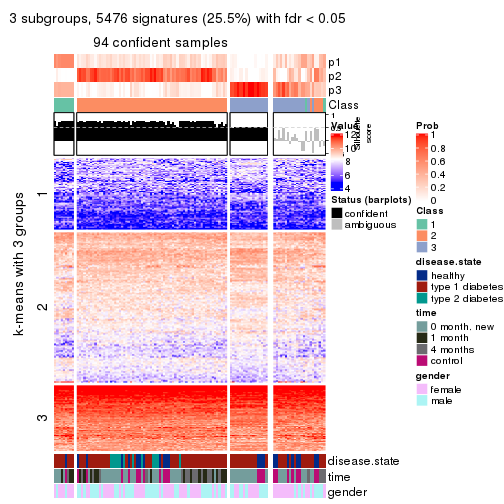 3 subgroups, 5476 signatures (25.5%) with fdr < 0.05
94 confident samples
p1
p2
p3
Class
1
Silhouette
score
k-means with 3 groups
1
2
3
disease.state
time
gender
Value
12
10
8
6
4
Status (barplots)
confident
ambiguous
Prob
1
0.8
0.6
0.4
0.2
0
Class
1
2
3
disease.state
healthy
type 1 diabetes
type 2 diabetes
time
0 month. new
1 month
4 months
control
gender
female
male